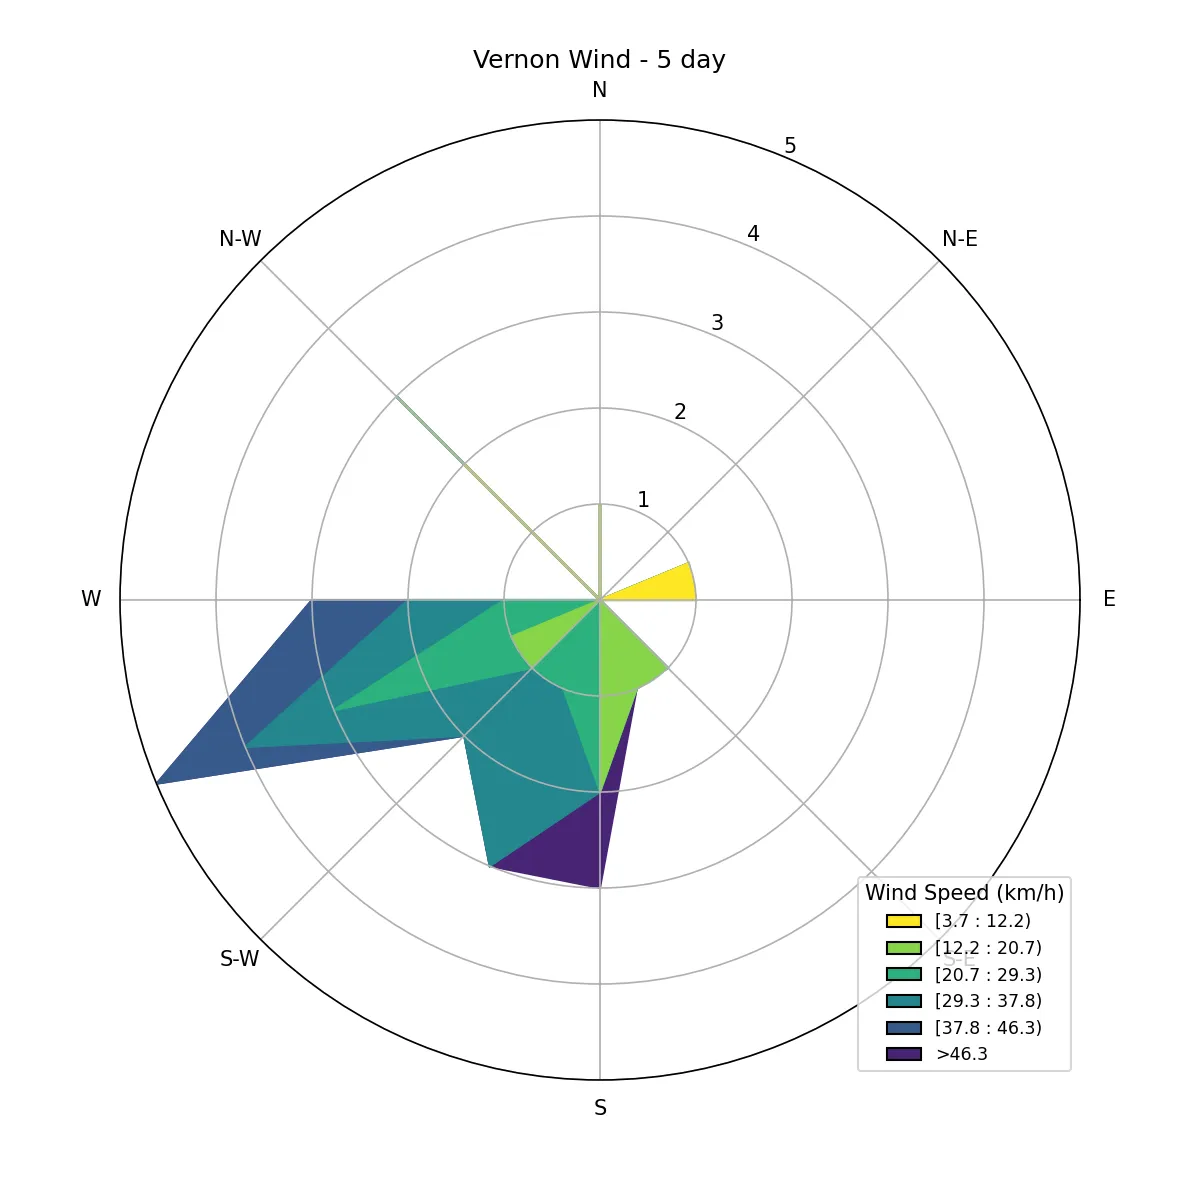 Vernon Wind - 5 day
N
5
N-W
4
N-E
3
2
1
W
E
S-W
S-E
S
Wind Speed (km/h)
[3.7 : 12.2)
[12.2 : 20.7)
[20.7 : 29.3)
[29.3 : 37.8)
[37.8 : 46.3)
>46.3